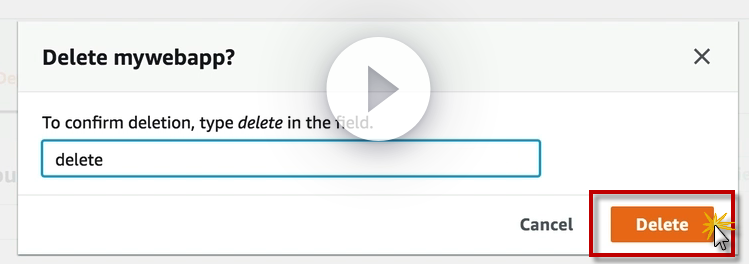 Delete mywebapp?
To confirm deletion, type delete in the field.
delete
Cancel
Delete